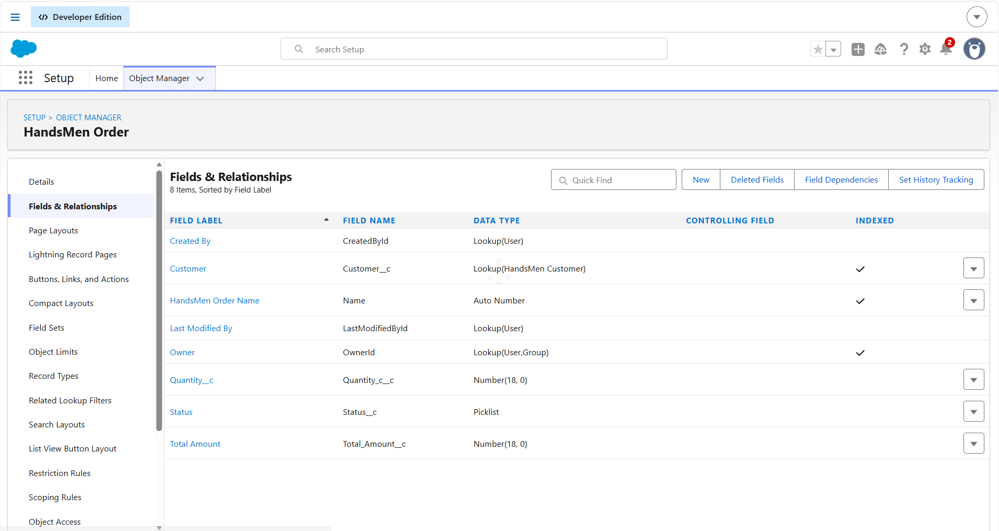 Developer Edition
Search Setup
2
Setup
Home
Object Manager
SETUP > OBJECT MANAGER
HandsMen Order
Details
Fields & Relationships
Page Layouts
Lightning Record Pages
Buttons, Links, and Actions
Compact Layouts
Field Sets
Object Limits
Record Types
Related Lookup Filters
Search Layouts
List View Button Layout
Restriction Rules
Scoping Rules
Object Access
Fields & Relationships
8 Items, Sorted by Field Label
Quick Find
New
Deleted Fields
Field Dependencies
Set History Tracking
FIELD LABEL FIELD NAME DATA TYPE CONTROLLING FIELD INDEXED
Created By CreatedById Lookup(User)
Customer Customer__c Lookup(HandsMen Customer)
HandsMen Order Name Name Auto Number
Last Modified By LastModifiedById Lookup(User)
Owner OwnerId Lookup(User,Group)
Quantity__c Quantity_c__c Number(18, 0)
Status Status__c Picklist
Total Amount Total_Amount__c Number(18, 0)